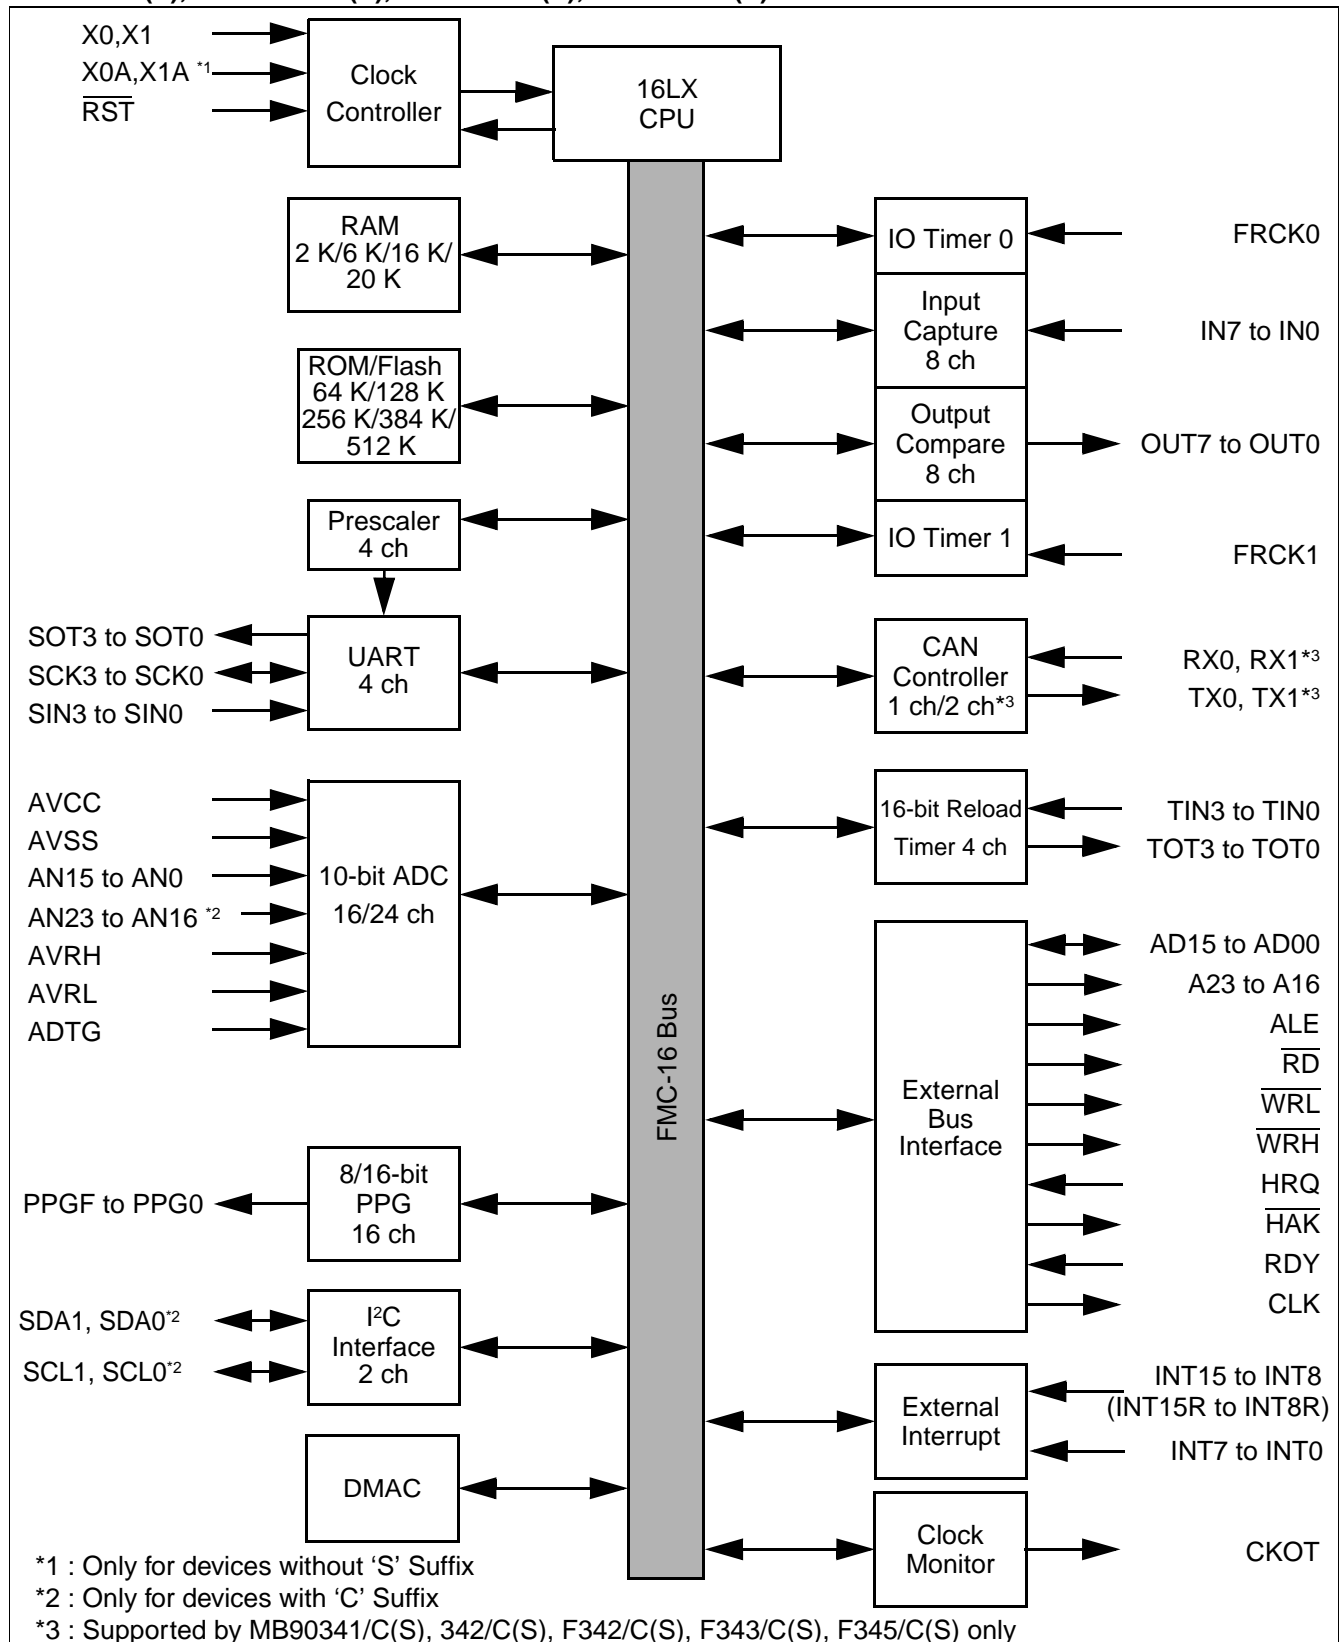 X0,X1
X0A,X1A *1
RST
Clock
Controller
16LX
CPU
RAM
2 K/6 K/16 K/
20 K
ROM/Flash
64 K/128 K
256 K/384 K/
512 K
Prescaler
4 ch
SOT3 to SOT0
SCK3 to SCK0
SIN3 to SIN0
UART
4 ch
AVCC
AVSS
AN15 to AN0
AN23 to AN16 *2
AVRH
AVRL
ADTG
10-bit ADC
16/24 ch
PPGF to PPG0
8/16-bit
PPG
16 ch
SDA1, SDA0*2
SCL1, SCL0*2
I²C
Interface
2 ch
DMAC
FMC-16 Bus
IO Timer 0
FRCK0
Input
Capture
8 ch
IN7 to IN0
Output
Compare
8 ch
OUT7 to OUT0
IO Timer 1
FRCK1
CAN
Controller
1 ch/2 ch*3
RX0, RX1*3
TX0, TX1*3
16-bit Reload
Timer 4 ch
TIN3 to TIN0
TOT3 to TOT0
External
Bus
Interface
AD15 to AD00
A23 to A16
ALE
RD
WRL
WRH
HRQ
HAK
RDY
CLK
External
Interrupt
INT15 to INT8
(INT15R to INT8R)
INT7 to INT0
Clock
Monitor
CKOT
*1 : Only for devices without ‘S’ Suffix
*2 : Only for devices with ‘C’ Suffix
*3 : Supported by MB90341/C(S), 342/C(S), F342/C(S), F343/C(S), F345/C(S) only